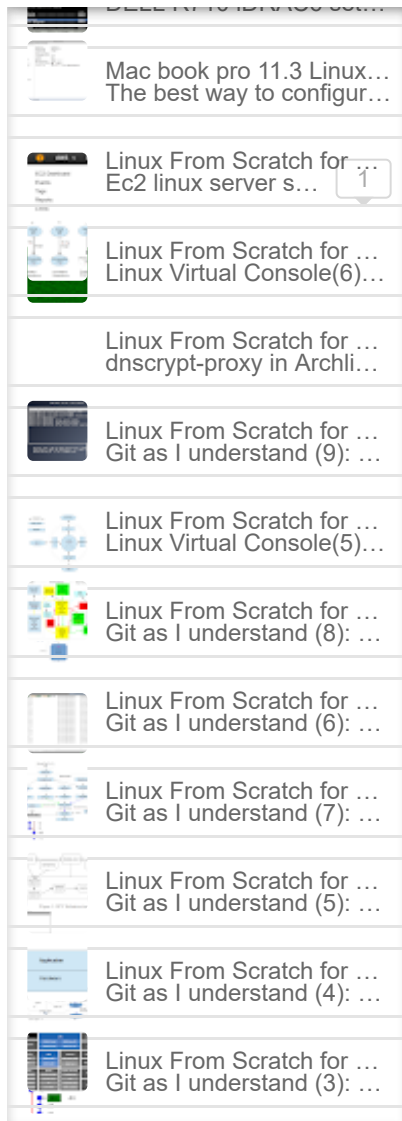 DELL R710 iDRAC6 set…
Mac book pro 11.3 Linux…
The best way to configur…
Linux From Scratch for …
Ec2 linux server s…
1
Linux From Scratch for …
Linux Virtual Console(6)…
Linux From Scratch for …
dnscrypt-proxy in Archli…
Linux From Scratch for …
Git as I understand (9): …
Linux From Scratch for …
Linux Virtual Console(5)…
Linux From Scratch for …
Git as I understand (8): …
Linux From Scratch for …
Git as I understand (6): …
Linux From Scratch for …
Git as I understand (7): …
Linux From Scratch for …
Git as I understand (5): …
Linux From Scratch for …
Git as I understand (4): …
Linux From Scratch for …
Git as I understand (3): …